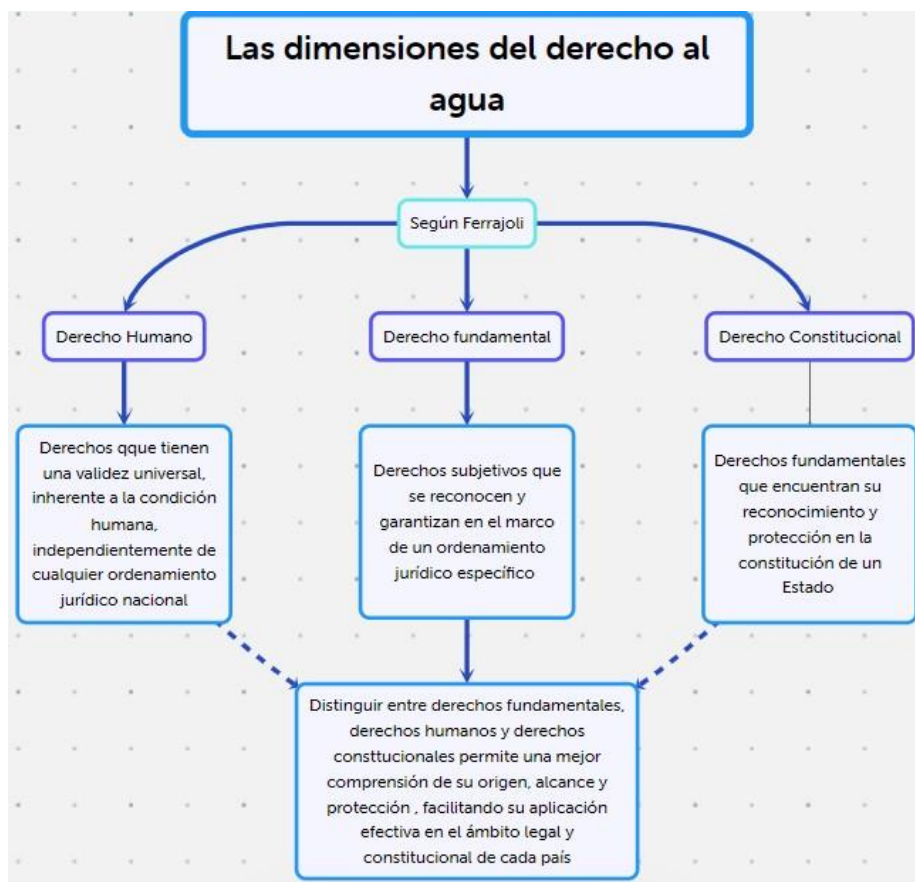 Las dimensiones del derecho al
agua
Según Ferrajoli
Derecho Humano
Derecho fundamental
Derecho Constitucional
Derechos qque tienen
una validez universal,
inherente a la condición
humana,
independientemente de
cualquier ordenamiento
jurídico nacional
Derechos subjetivos que
se reconocen y
garantizan en el marco
de un ordenamiento
jurídico específico
Derechos fundamentales
que encuentran su
reconocimiento y
protección en la
constitución de un
Estado
Distinguir entre derechos fundamentales,
derechos humanos y derechos
consttucionales permite una mejor
comprensión de su origen, alcance y
protección , facilitando su aplicación
efectiva en el ámbito legal y
constitucional de cada país